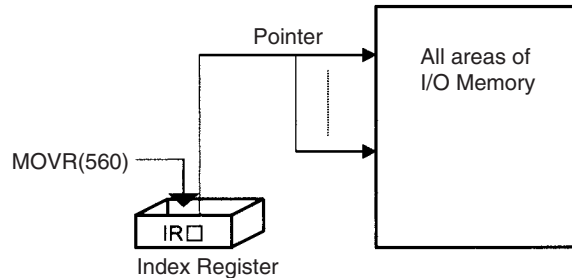 Pointer
All areas of
I/O Memory
MOVR(560)
IR□
Index Register